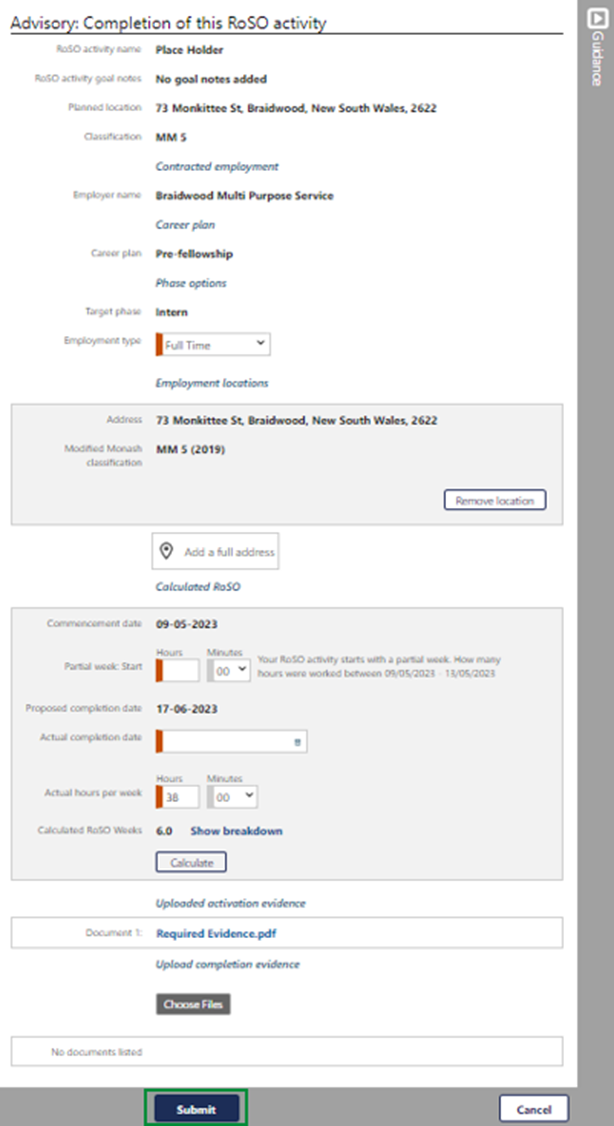 Advisory: Completion of this RoSO activity
Guidance
RoSO activity name Place Holder
RoSO activity goal notes No goal notes added
Planned location 73 Monkittee St, Braidwood, New South Wales, 2622
Classification MM 5
Contracted employment
Employer name Braidwood Multi Purpose Service
Career plan
Career plan Pre-fellowship
Phase options
Target phase Intern
Employment type Full Time
Employment locations
Address 73 Monkittee St, Braidwood, New South Wales, 2622
Modified Monash MM 5 (2019)
classification
Remove location
Add a full address
Calculated RoSO
Commencement date 09-05-2023
Hours Minutes
Partial week: Start 00 Your RoSO activity starts with a partial week. How many
hours were worked between 09/05/2023 - 13/05/2023
Proposed completion date 17-06-2023
Actual completion date
Hours Minutes
Actual hours per week 38 00
Calculated RoSO Weeks 6.0 Show breakdown
Calculate
Uploaded activation evidence
Document 1: Required Evidence.pdf
Upload completion evidence
Choose Files
No documents listed
Submit Cancel